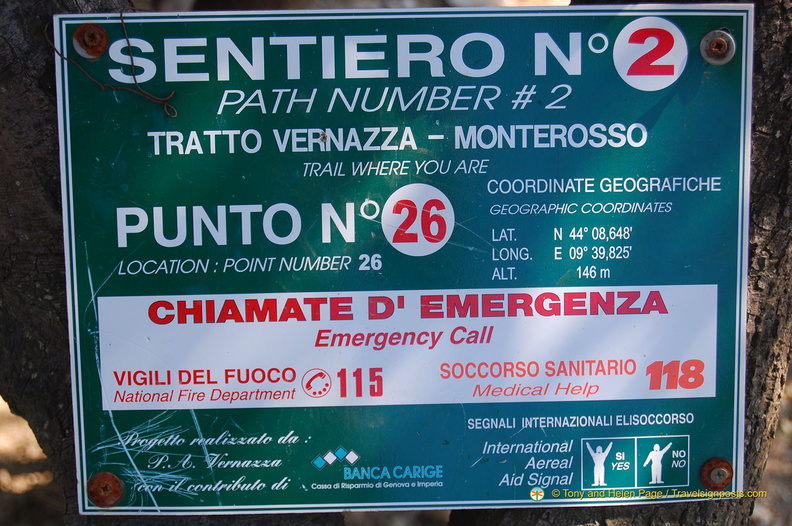 SENTIERO N° 2
PATH NUMBER # 2
TRATTO VERNAZZA – MONTEROSSO
TRAIL WHERE YOU ARE
PUNTO N° 26
LOCATION : POINT NUMBER 26
COORDINATE GEOGRAFICHE
GEOGRAPHIC COORDINATES
LAT. N 44° 08,648'
LONG. E 09° 39,825'
ALT. 146 m
CHIAMATE D' EMERGENZA
Emergency Call
VIGILI DEL FUOCO 115
National Fire Department
SOCCORSO SANITARIO 118
Medical Help
Progetto realizzato da :
P. A. Vernazza
con il contributo di
BANCA CARIGE
Cassa di Risparmio di Genova e Imperia
SEGNALI INTERNAZIONALI ELISOCCORSO
International
Aereal
Aid Signal
SI
YES
NO
NO
© Tony and Helen Page / Travelsignposts.com